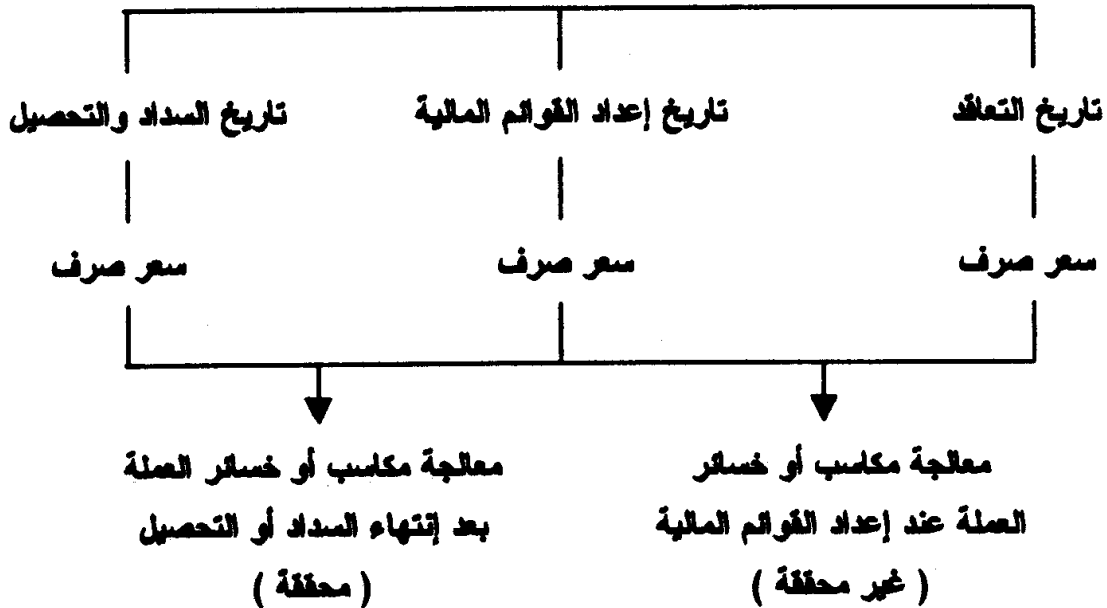 تاريخ التعاقد
تاريخ إعداد القوائم المالية
تاريخ السداد والتحصيل
سعر صرف
سعر صرف
سعر صرف
معالجة مكاسب أو خسائر
العملة عند إعداد القوائم المالية
( غير محققة )
معالجة مكاسب أو خسائر العملة
بعد إنتهاء السداد أو التحصيل
( محققة )